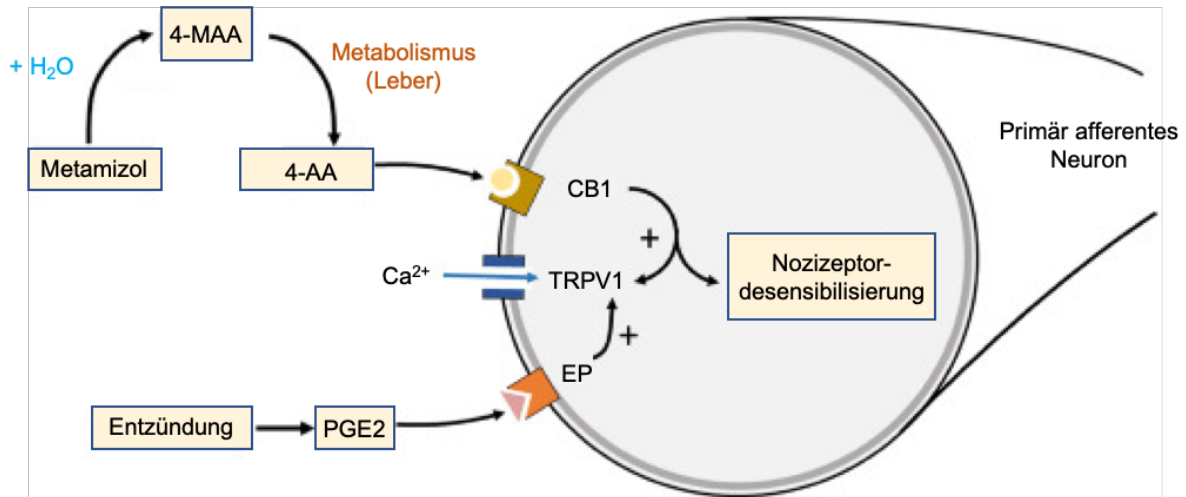 4-MAA
+ H₂O
Metabolismus
(Leber)
Metamizol
4-AA
Primär afferentes
Neuron
CB1
+
Ca²⁺
TRPV1
Nozizeptor-
desensibilisierung
+
EP
Entzündung
PGE2